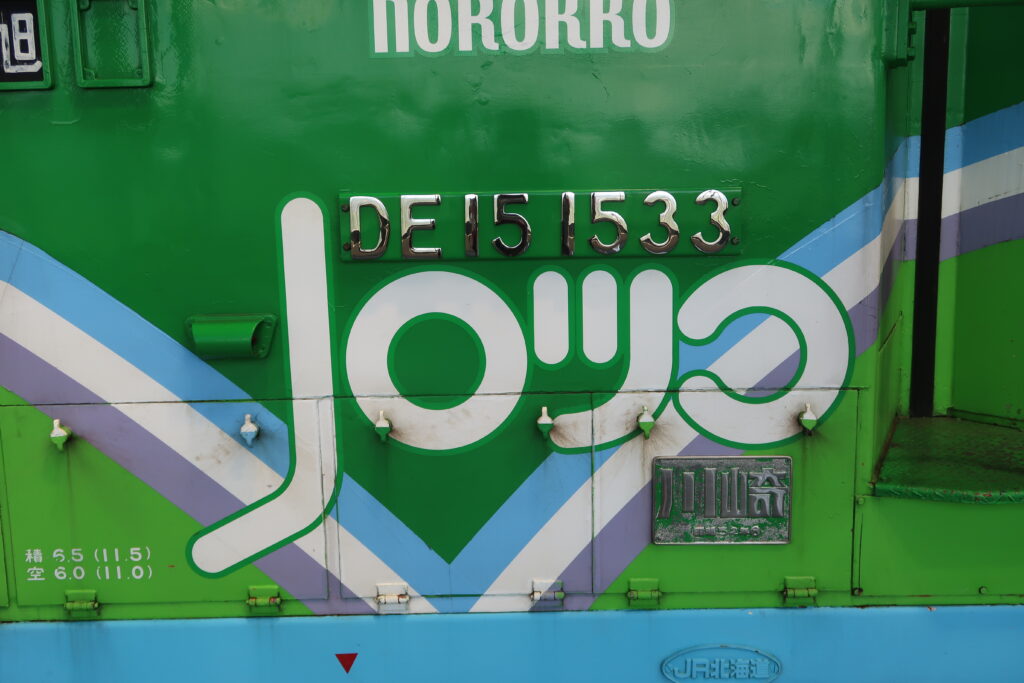 旭
NOROKKO
DE15 1533
ノロッコ
川崎
積 6.5 (11.5)
空 6.0 (11.0)
JR北海道